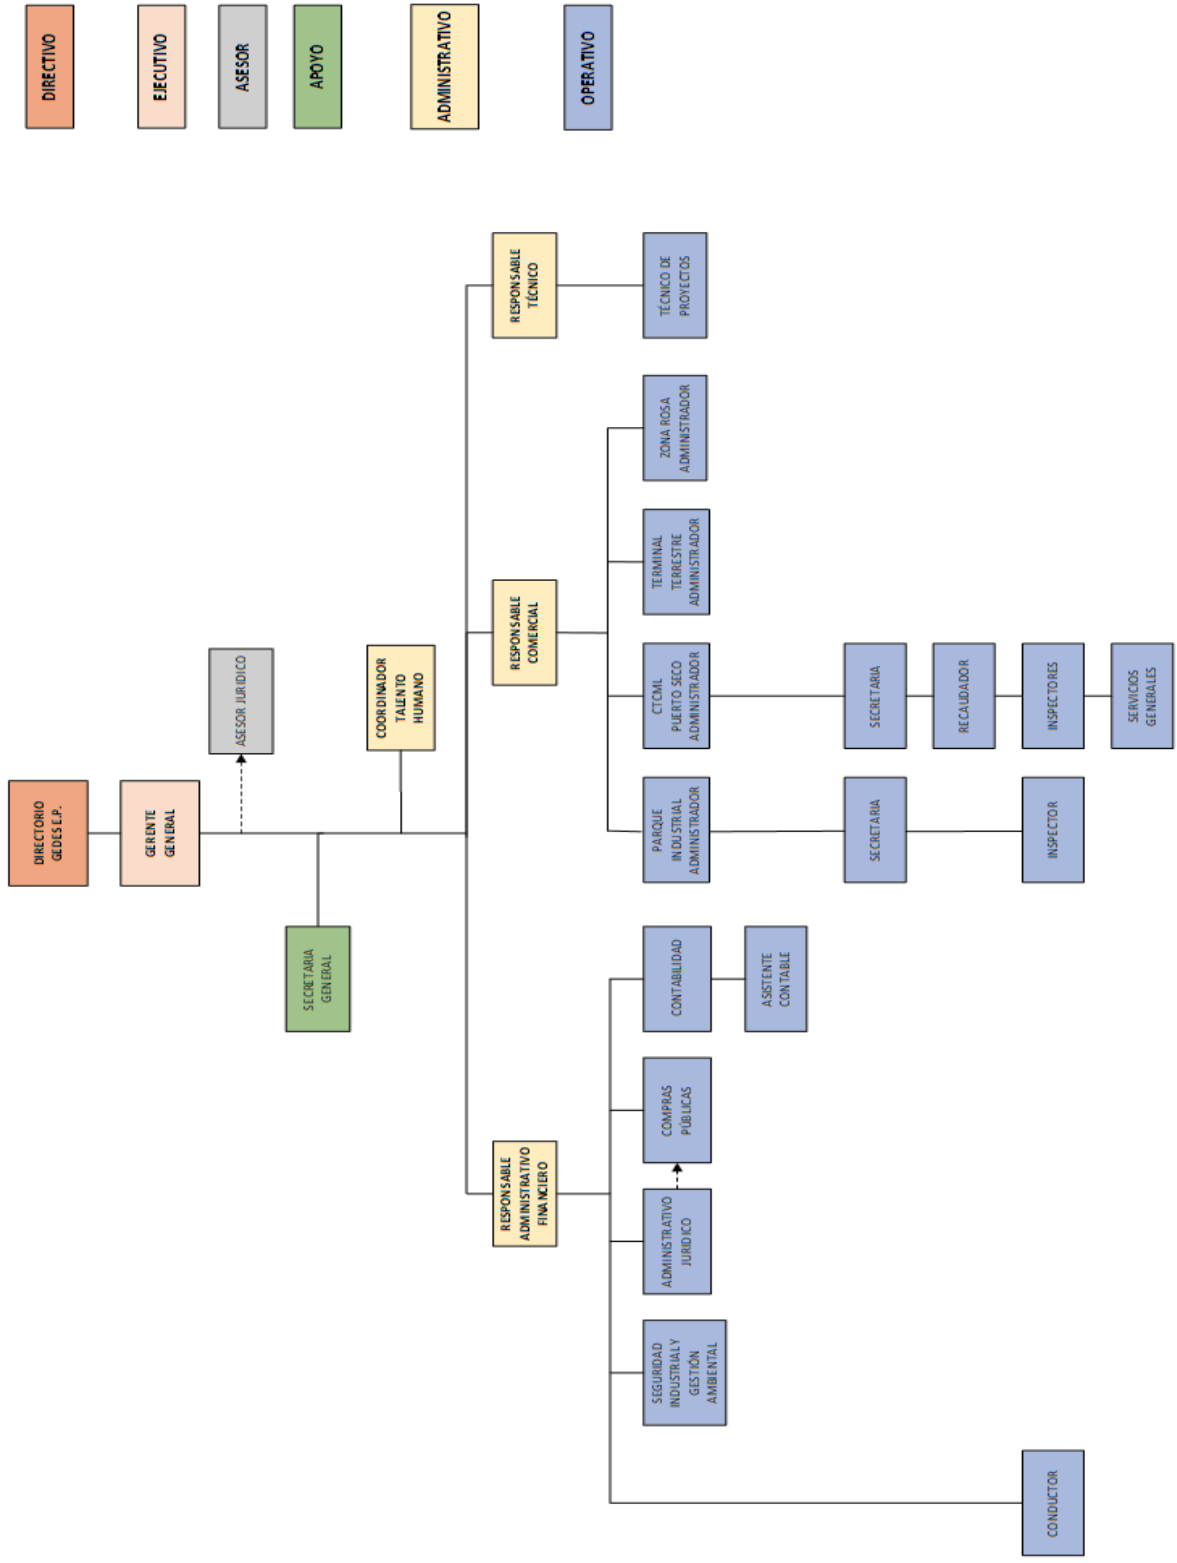 DIRECTORIO
GEDES E.P.
DIRECTIVO
GERENTE
GENERAL
EJECUTIVO
ASESOR JURIDICO
ASESOR
SECRETARIA
GENERAL
APOYO
COORDINADOR
TALENTO
HUMANO
ADMINISTRATIVO
RESPONSABLE
ADMINISTRATIVO
FINANCIERO
RESPONSABLE
COMERCIAL
RESPONSABLE
TÉCNICO
OPERATIVO
SEGURIDAD
INDUSTRIAL Y
GESTIÓN
AMBIENTAL
ADMINISTRATIVO
JURIDICO
COMPRAS
PÚBLICAS
CONTABILIDAD
PARQUE
INDUSTRIAL
ADMINISTRADOR
CTCML
PUERTO SECO
ADMINISTRADOR
TERMINAL
TERRESTRE
ADMINISTRADOR
ZONA ROSA
ADMINISTRADOR
TÉCNICO DE
PROYECTOS
ASISTENTE
CONTABLE
SECRETARIA
SECRETARIA
RECAUDADOR
CONDUCTOR
INSPECTOR
INSPECTORES
SERVICIOS
GENERALES